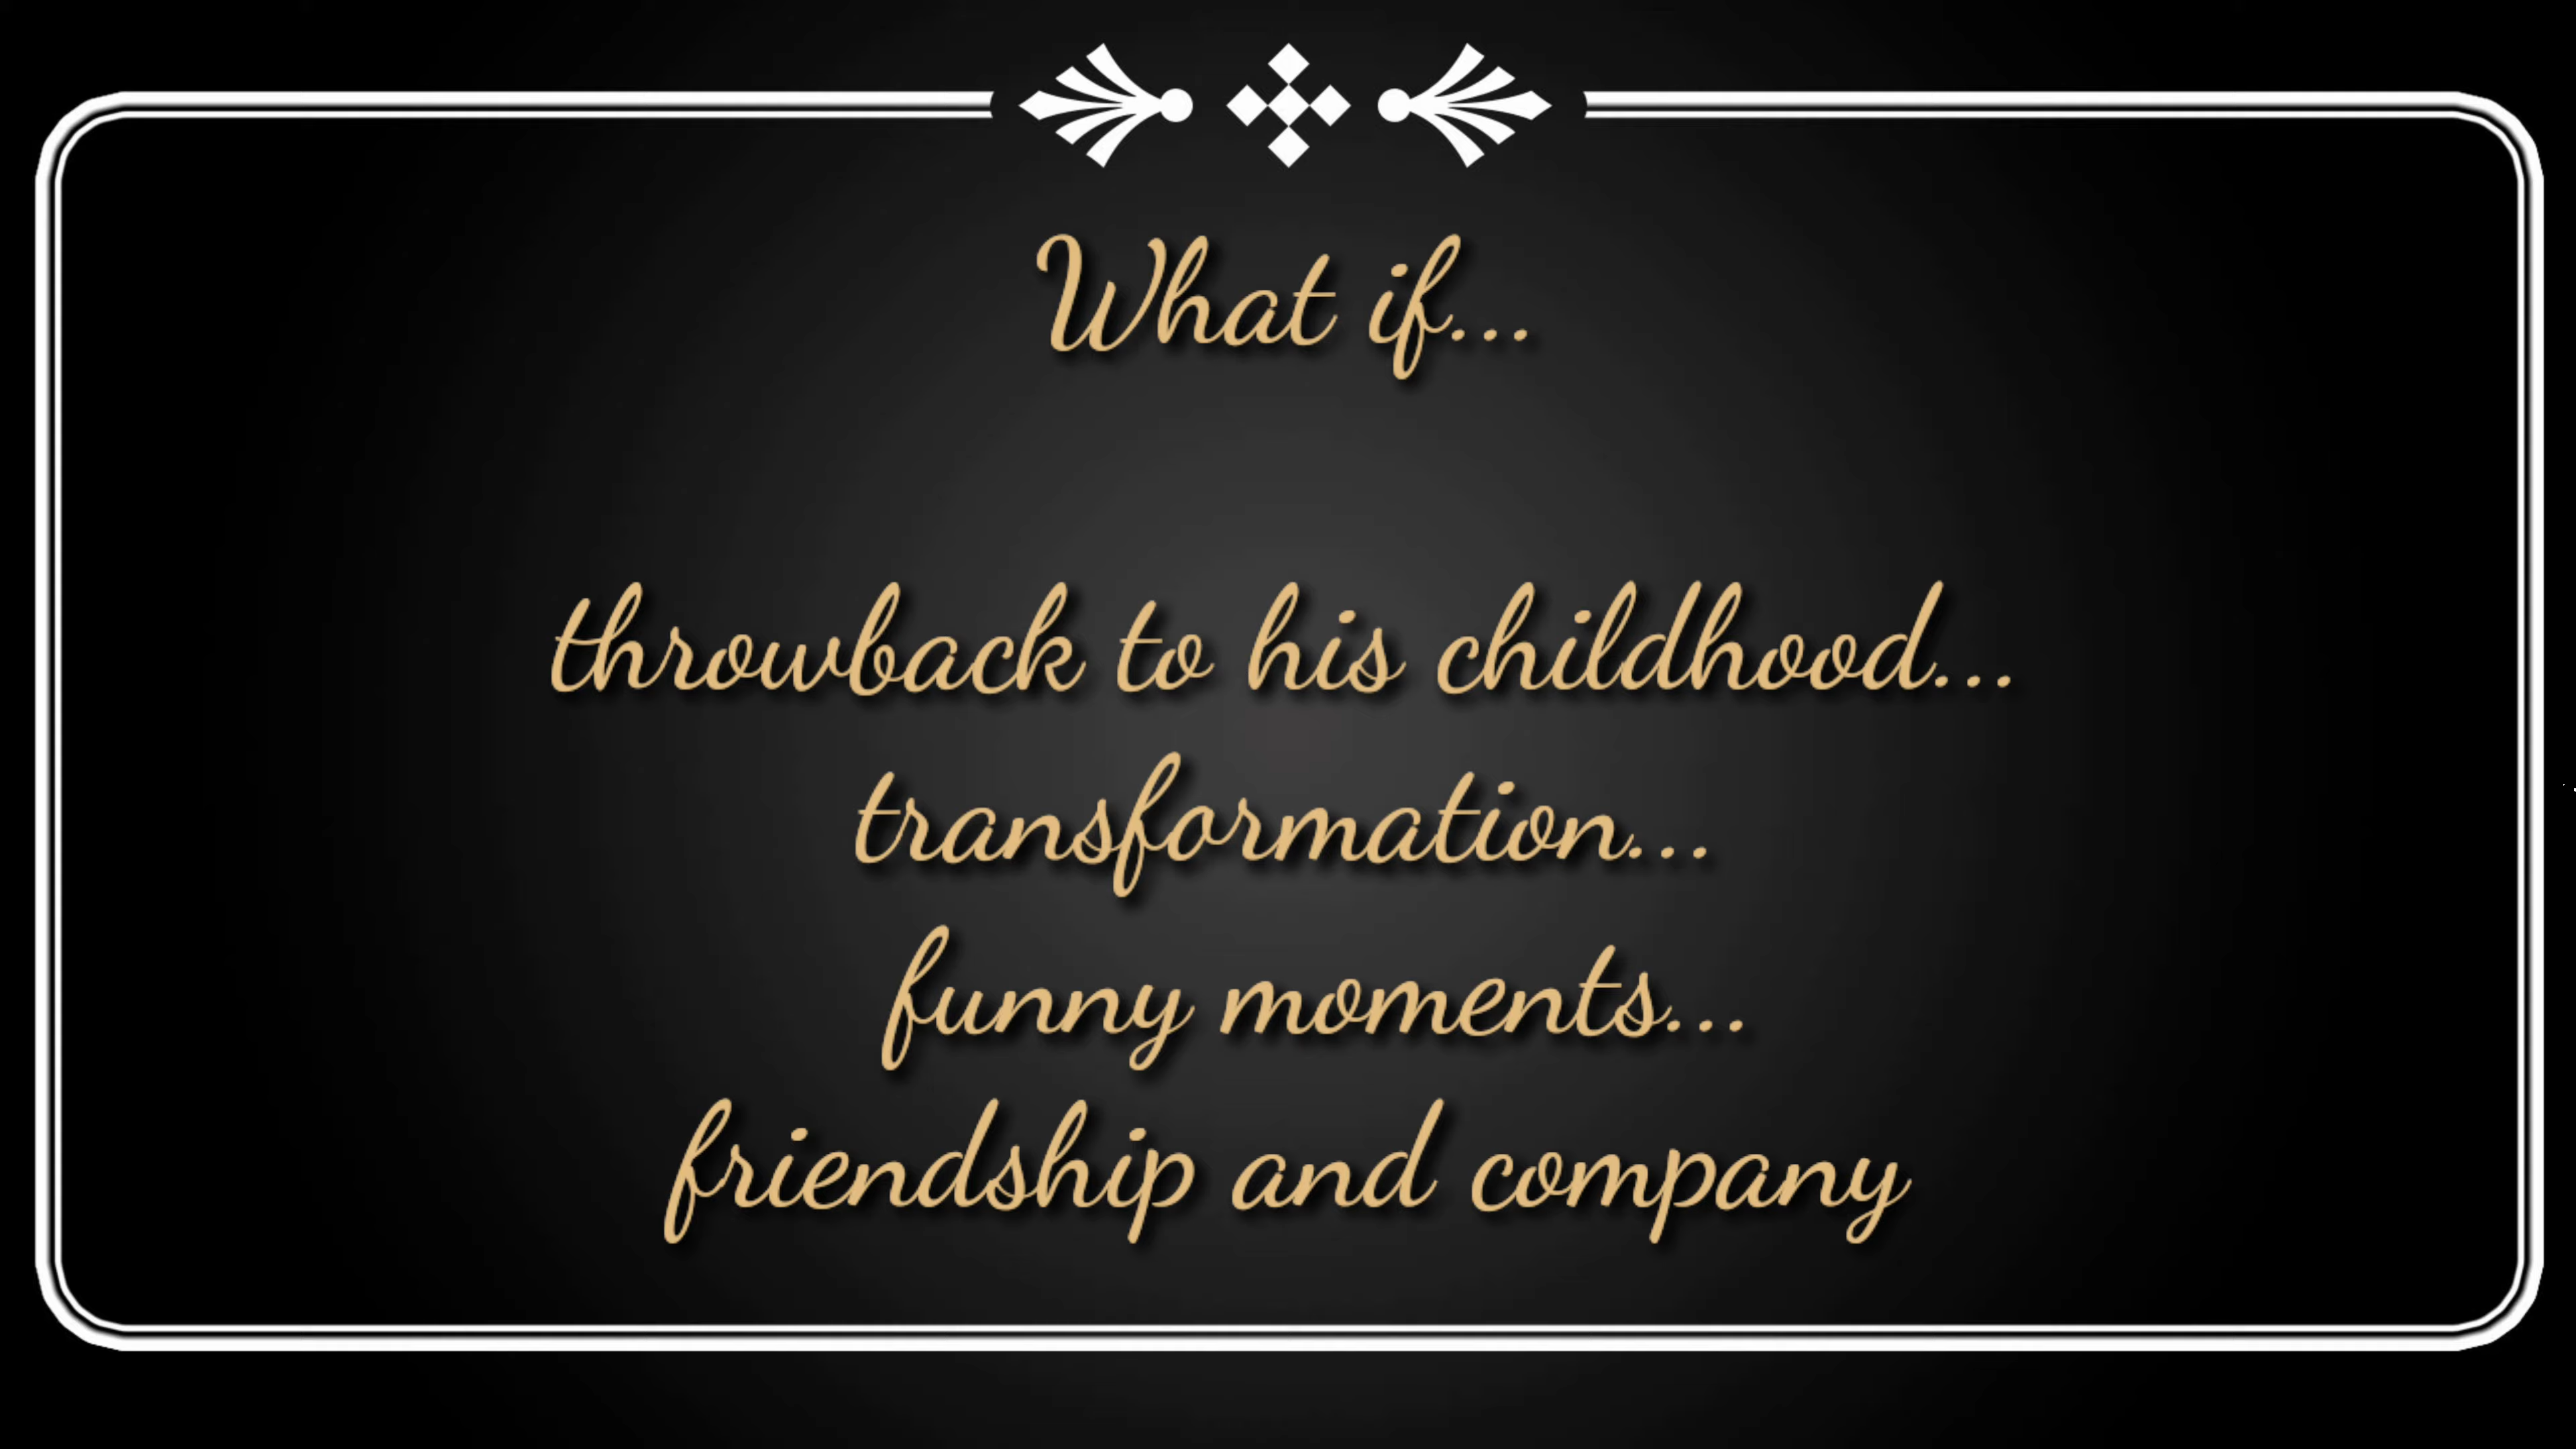 What if...
throwback to his childhood...
transformation...
funny moments...
friendship and company